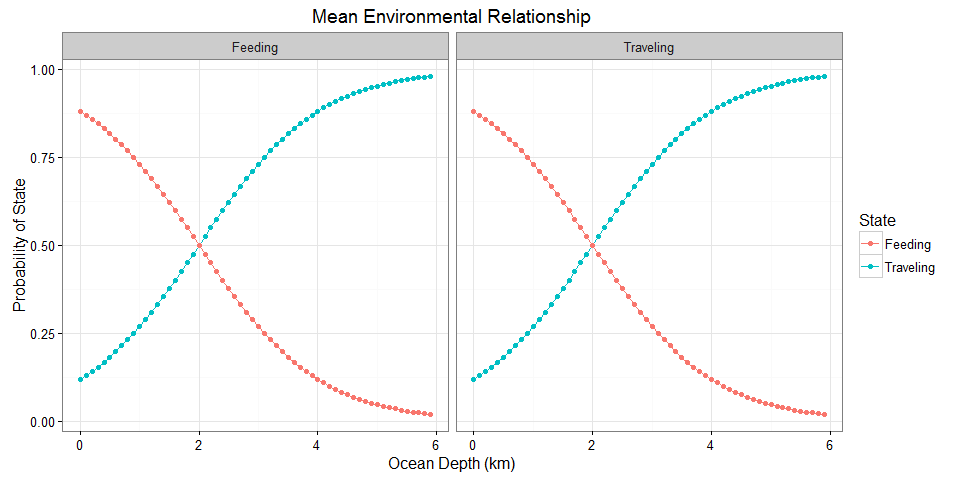 Mean Environmental Relationship
Feeding
Traveling
1.00
0.75
0.50
0.25
0.00
Probability of State
0 2 4 6
0 2 4 6
Ocean Depth (km)
State
Feeding
Traveling